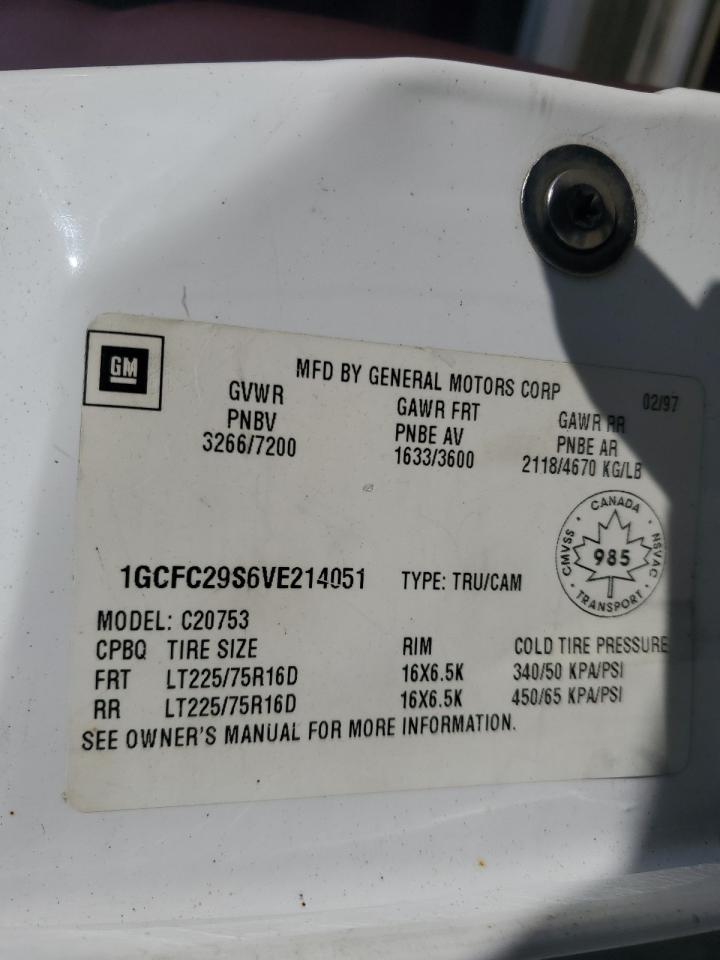 GM
MFD BY GENERAL MOTORS CORP 02/97
GVWR GAWR FRT GAWR RR
PNBV PNBE AV PNBE AR
3266/7200 1633/3600 2118/4670 KG/LB
CANADA
CMVSS 985 NSVAC
TRANSPORT
1GCFC29S6VE214051 TYPE: TRU/CAM
MODEL: C20753
CPBQ TIRE SIZE RIM COLD TIRE PRESSURE
FRT LT225/75R16D 16X6.5K 340/50 KPA/PSI
RR LT225/75R16D 16X6.5K 450/65 KPA/PSI
SEE OWNER'S MANUAL FOR MORE INFORMATION.